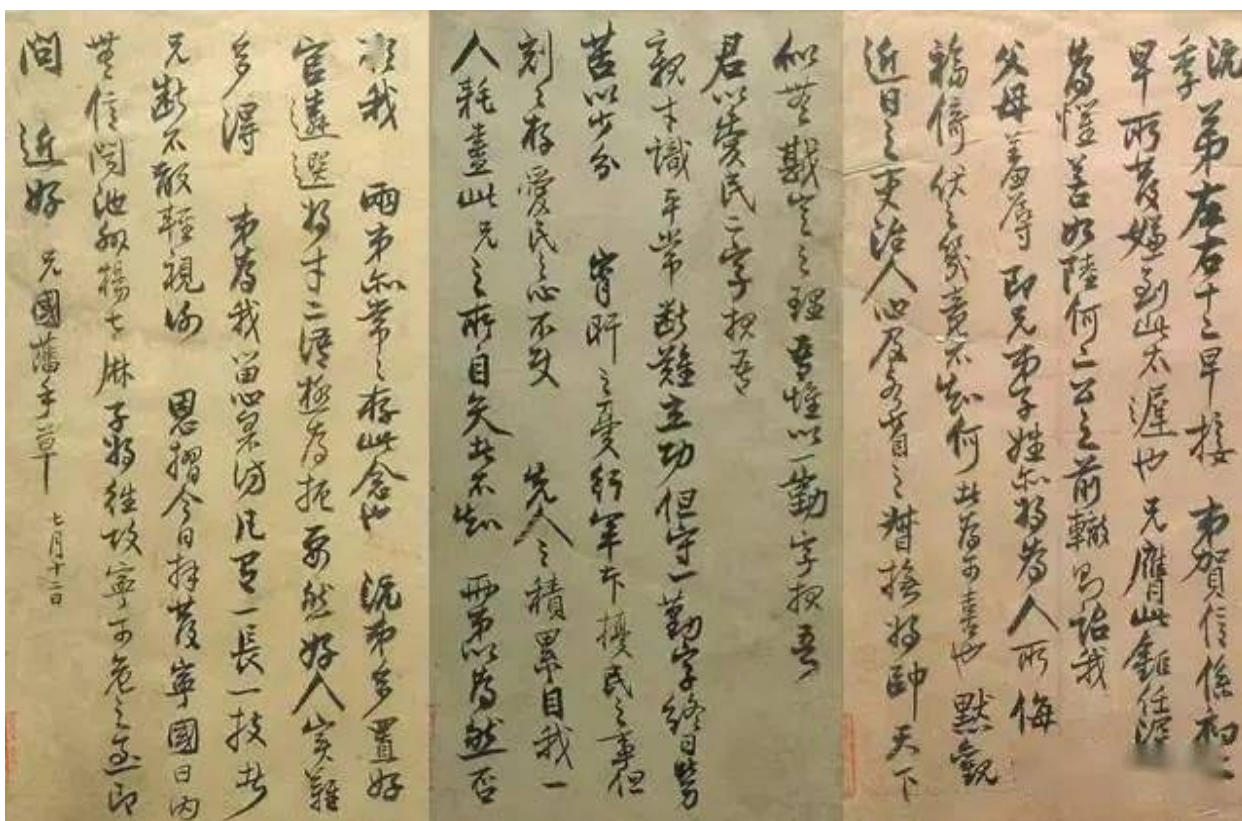 沅季弟左右十二早接 弟賀信係初二
早所發嫌到此太遲也兄膺此鉅任深
為懼若如陸何二公之前轍則詒我
父母羞辱 即兄弟子姪亦將為人所侮
禍倚伏之幾竟不知何者為可喜也默觀
近日之吏治人心及各省之督撫將帥天下
似無戡定之理吾惟以一勤字報吾
君以愛民二字報吾
親才識平常斷難立功但守一勤字終日勞
苦以少分 宵旰之憂行軍本擾民之事但
刻刻存愛民之心不使 先人之積累自我一
人耗盡此兄之所自矢者不知 兩弟以為然否
願我 兩弟亦常常存此念也 沅弟多置好
官遴選將才二語極為扼要然好人實難
多得 弟為我留心采訪凡有一長一技者
兄斷不敢輕視 謝 恩摺今日拜發寧國日內
無信聞池州楊七麻子將往攻寧可危之至即
問 近好 兄國藩手草 七月十二日